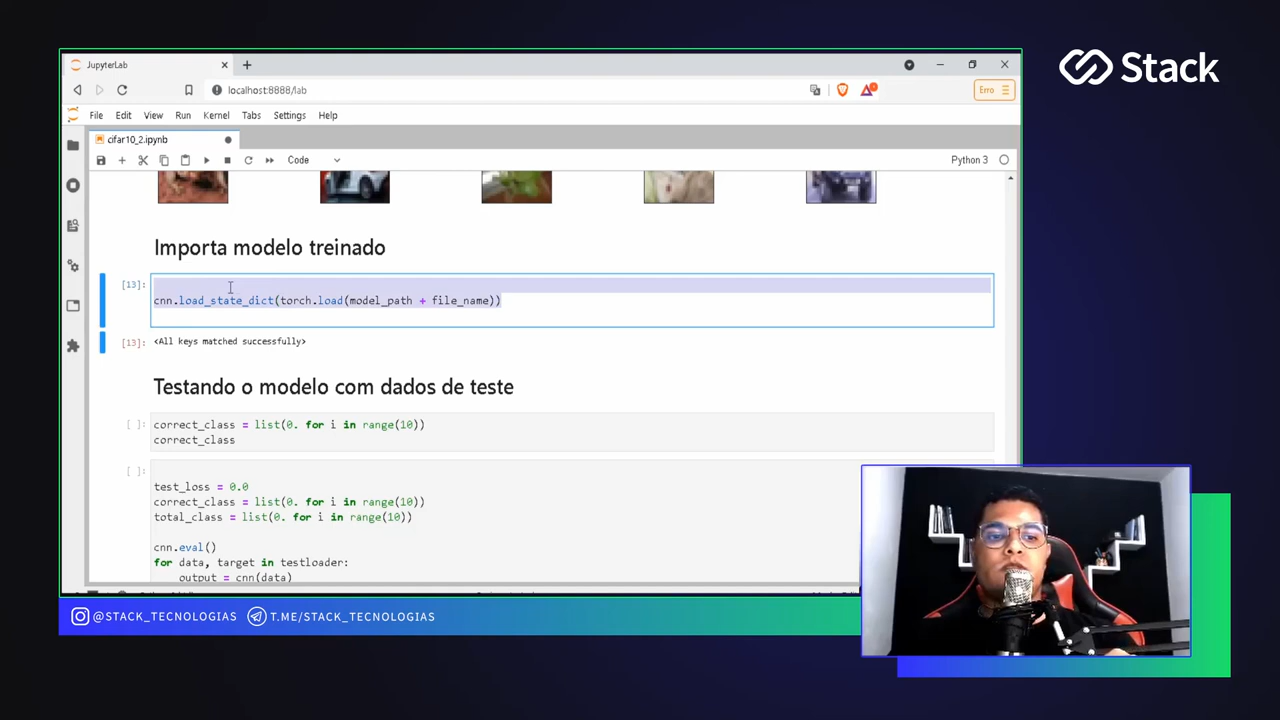 Stack
JupyterLab
localhost:8888/lab
Erro
File Edit View Run Kernel Tabs Settings Help
cifar10_2.ipynb
Code
Python 3
Importa modelo treinado
[13]:
cnn.load_state_dict(torch.load(model_path + file_name))
[13]: <All keys matched successfully>
Testando o modelo com dados de teste
[ ]: correct_class = list(0. for i in range(10))
correct_class
[ ]:
test_loss = 0.0
correct_class = list(0. for i in range(10))
total_class = list(0. for i in range(10))
cnn.eval()
for data, target in testloader:
output = cnn(data)
@STACK_TECNOLOGIAS T.ME/STACK_TECNOLOGIAS